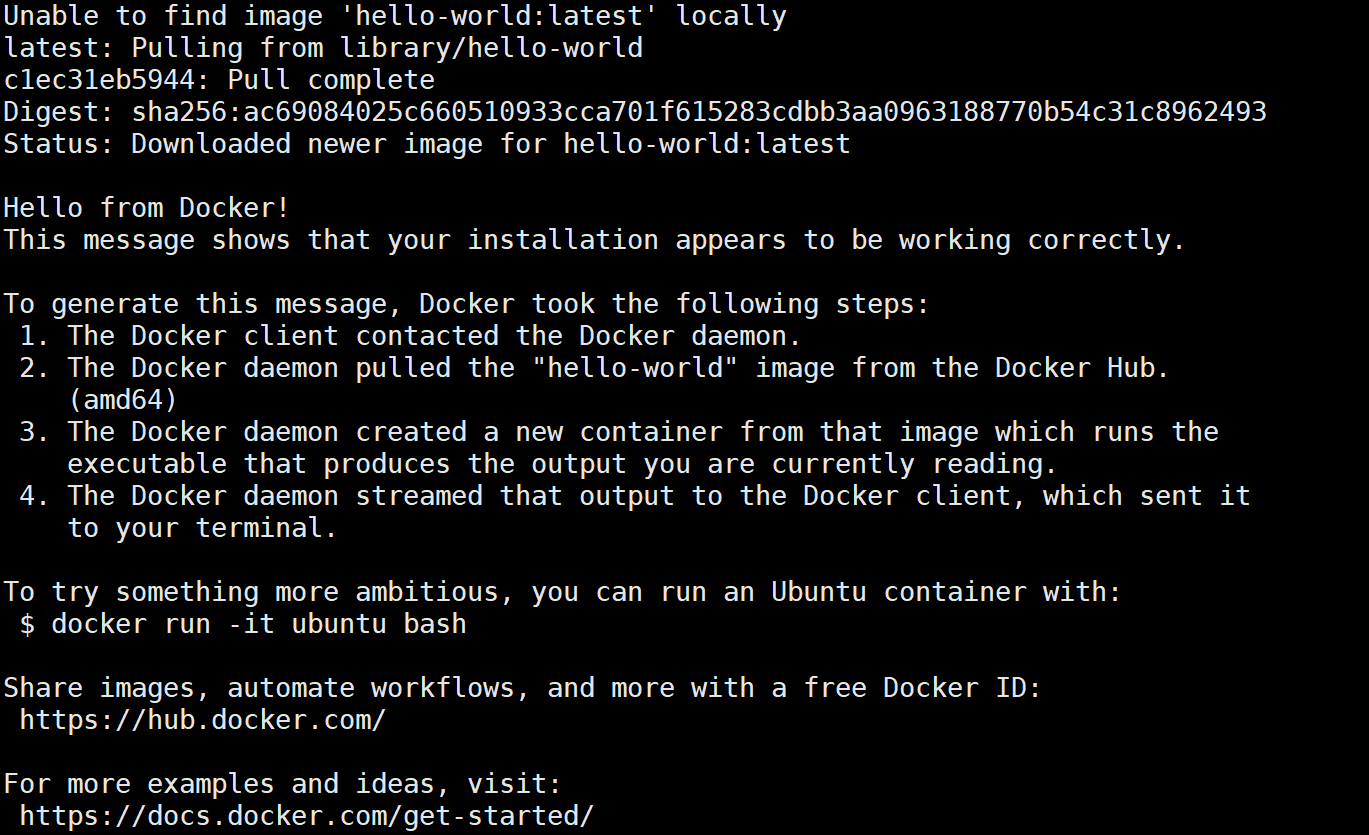 Unable to find image 'hello-world:latest' locally
latest: Pulling from library/hello-world
c1ec31eb5944: Pull complete
Digest: sha256:ac69084025c660510933cca701f615283cdbb3aa0963188770b54c31c8962493
Status: Downloaded newer image for hello-world:latest

Hello from Docker!
This message shows that your installation appears to be working correctly.

To generate this message, Docker took the following steps:
 1. The Docker client contacted the Docker daemon.
 2. The Docker daemon pulled the "hello-world" image from the Docker Hub.
    (amd64)
 3. The Docker daemon created a new container from that image which runs the
    executable that produces the output you are currently reading.
 4. The Docker daemon streamed that output to the Docker client, which sent it
    to your terminal.

To try something more ambitious, you can run an Ubuntu container with:
 $ docker run -it ubuntu bash

Share images, automate workflows, and more with a free Docker ID:
 https://hub.docker.com/

For more examples and ideas, visit:
 https://docs.docker.com/get-started/